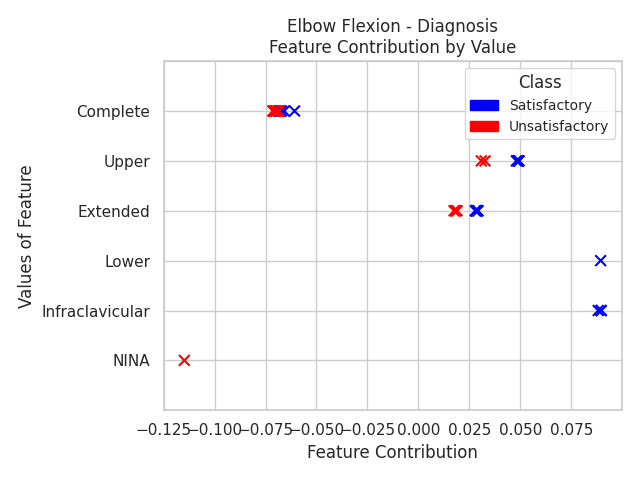 Elbow Flexion - Diagnosis
Feature Contribution by Value
Class
Satisfactory
Unsatisfactory
Values of Feature
Complete
Upper
Extended
Lower
Infraclavicular
NINA
−0.125 −0.100 −0.075 −0.050 −0.025 0.000 0.025 0.050 0.075
Feature Contribution